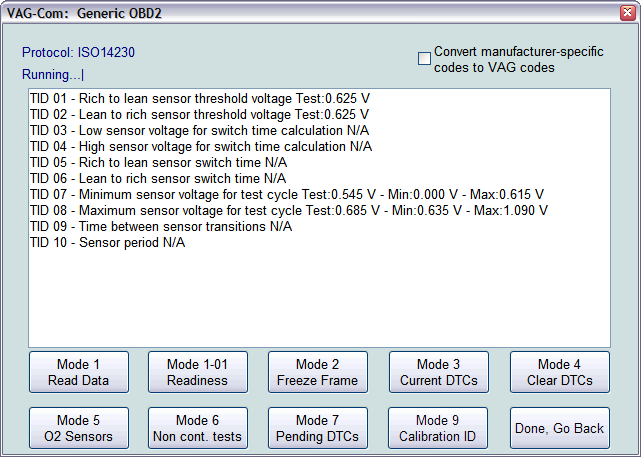 VAG-Com: Generic OBD2
Protocol: ISO14230
Running...|
Convert manufacturer-specific
codes to VAG codes
TID 01 - Rich to lean sensor threshold voltage Test:0.625 V
TID 02 - Lean to rich sensor threshold voltage Test:0.625 V
TID 03 - Low sensor voltage for switch time calculation N/A
TID 04 - High sensor voltage for switch time calculation N/A
TID 05 - Rich to lean sensor switch time N/A
TID 06 - Lean to rich sensor switch time N/A
TID 07 - Minimum sensor voltage for test cycle Test:0.545 V - Min:0.000 V - Max:0.615 V
TID 08 - Maximum sensor voltage for test cycle Test:0.685 V - Min:0.635 V - Max:1.090 V
TID 09 - Time between sensor transitions N/A
TID 10 - Sensor period N/A
Mode 1
Read Data
Mode 1-01
Readiness
Mode 2
Freeze Frame
Mode 3
Current DTCs
Mode 4
Clear DTCs
Mode 5
O2 Sensors
Mode 6
Non cont. tests
Mode 7
Pending DTCs
Mode 9
Calibration ID
Done, Go Back